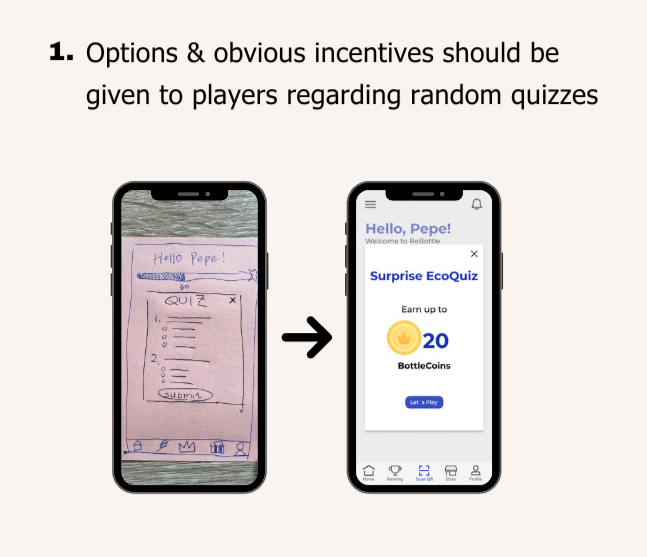 1. Options & obvious incentives should be
given to players regarding random quizzes
Hello Pepe!
30
QUIZ x
1.
2.
submit
Hello, Pepe!
Welcome to ReBottle
Surprise EcoQuiz
Earn up to
20
BottleCoins
Let´s Play
Home Ranking Scan QR Store Profile